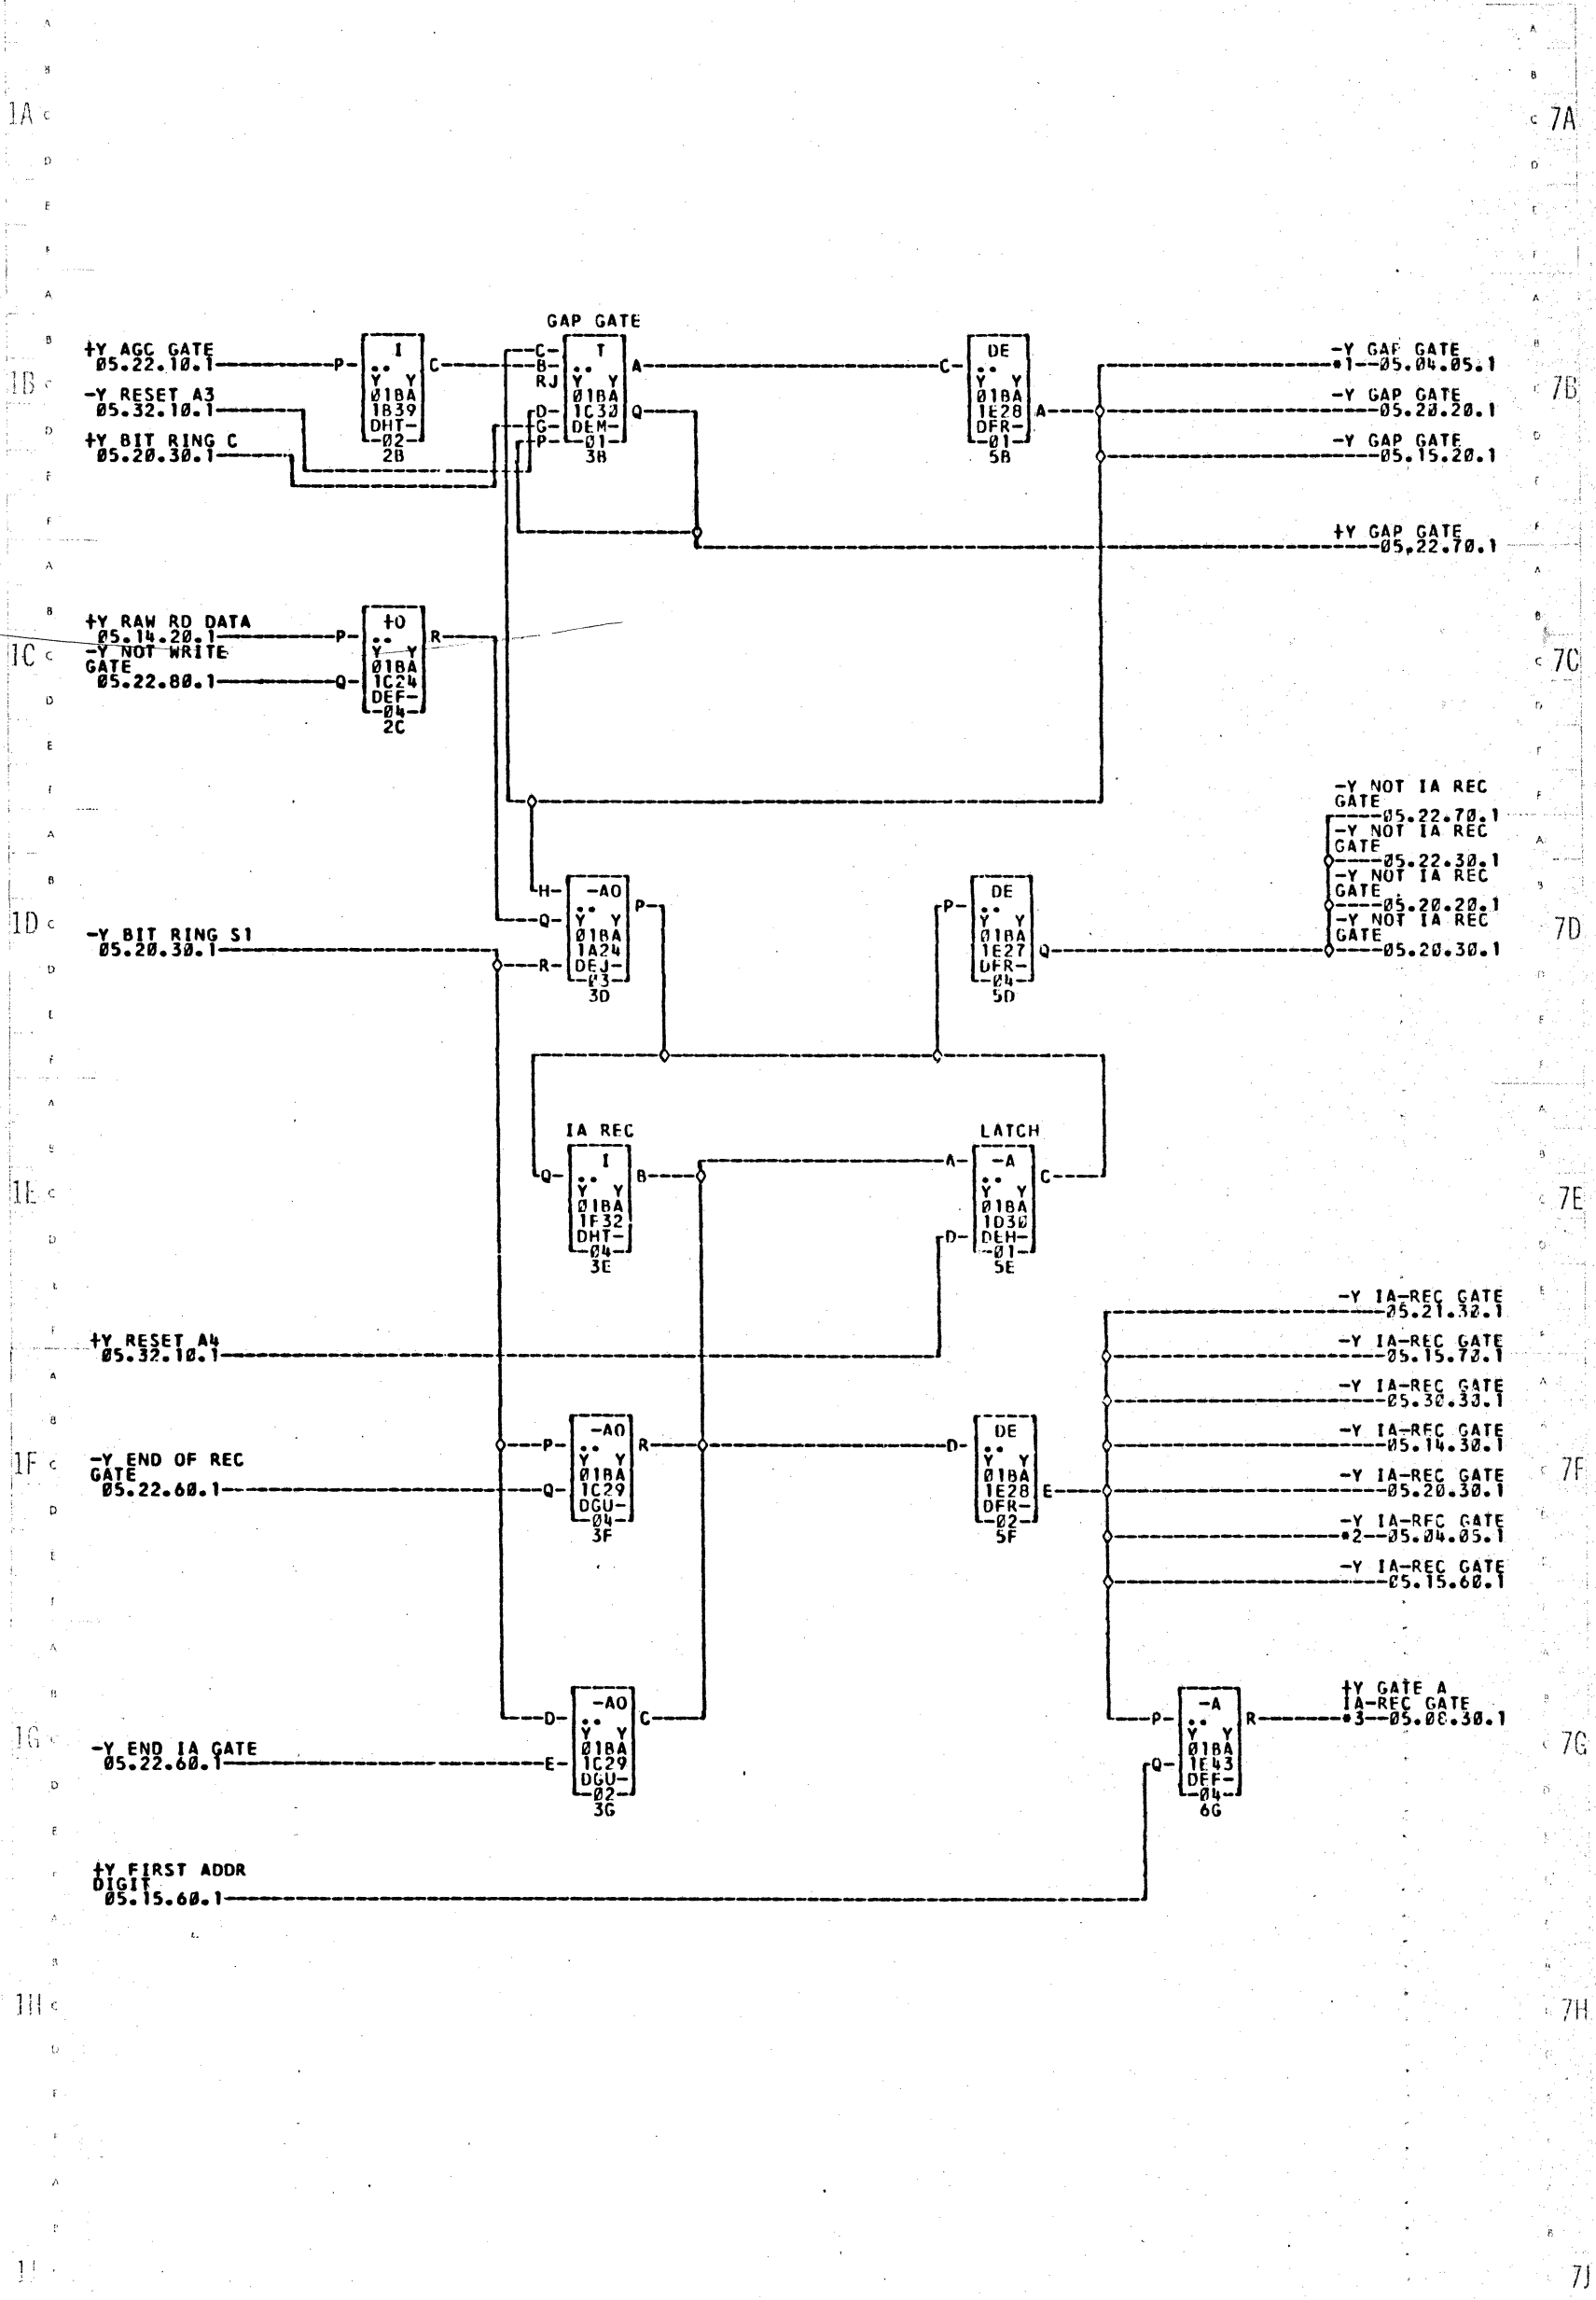 GAP GATE
+Y AGC GATE
05.22.10.1 P I C
-Y RESET A3
05.32.10.1
+Y BIT RING C
05.20.30.1
Y Y
01BA
1B39
DHT-
-02-
2B
C- T A
B-
RJ Y Y
01BA
D- 1C30 Q
G- DEM-
P- -01-
3B
C- DE
Y Y
01BA
1E28 A
DFR-
-01-
5B
-Y GAP GATE
*1--05.04.05.1
-Y GAP GATE
05.20.20.1
-Y GAP GATE
05.15.20.1
+Y GAP GATE
05.22.70.1
+Y RAW RD DATA
05.14.20.1 P- +O R
-Y NOT WRITE
GATE
05.22.80.1 Q-
Y Y
01BA
1C24
DEF-
-04-
2C
-Y NOT IA REC
GATE
05.22.70.1
-Y NOT IA REC
GATE
05.22.30.1
-Y NOT IA REC
GATE
05.20.20.1
-Y NOT IA REC
GATE
05.20.30.1
-Y BIT RING S1
05.20.30.1
H- -AO P
Q- Y Y
01BA
1A24
R- DEJ-
-03-
3D
P- DE
Y Y
01BA
1E27 Q
DFR-
-04-
5D
IA REC
Q- I B
Y Y
01BA
1F32
DHT-
-04-
3E
LATCH
A- -A C
Y Y
01BA
1D30
D- DEH-
-01-
5E
+Y RESET A4
05.32.10.1
-Y END OF REC
GATE
05.22.60.1
P- -AO R
Y Y
01BA
Q- 1C29
DGU-
-04-
3F
D- DE
Y Y
01BA
1E28 E
DFR-
-02-
5F
-Y IA-REC GATE
05.21.30.1
-Y IA-REC GATE
05.15.70.1
-Y IA-REC GATE
05.30.30.1
-Y IA-REC GATE
05.14.30.1
-Y IA-REC GATE
05.20.30.1
-Y IA-REC GATE
*2--05.04.05.1
-Y IA-REC GATE
05.15.60.1
-Y END IA GATE
05.22.60.1
D- -AO C
Y Y
01BA
E- 1C29
DGU-
-02-
3G
P- -A R
Y Y
01BA
Q- 1E43
DEF-
-04-
6G
+Y GATE A
IA-REC GATE
*3--05.08.30.1
+Y FIRST ADDR
DIGIT
05.15.60.1
1A
1B
1C
1D
1E
1F
1G
1H
1J
7A
7B
7C
7D
7E
7F
7G
7H
7J